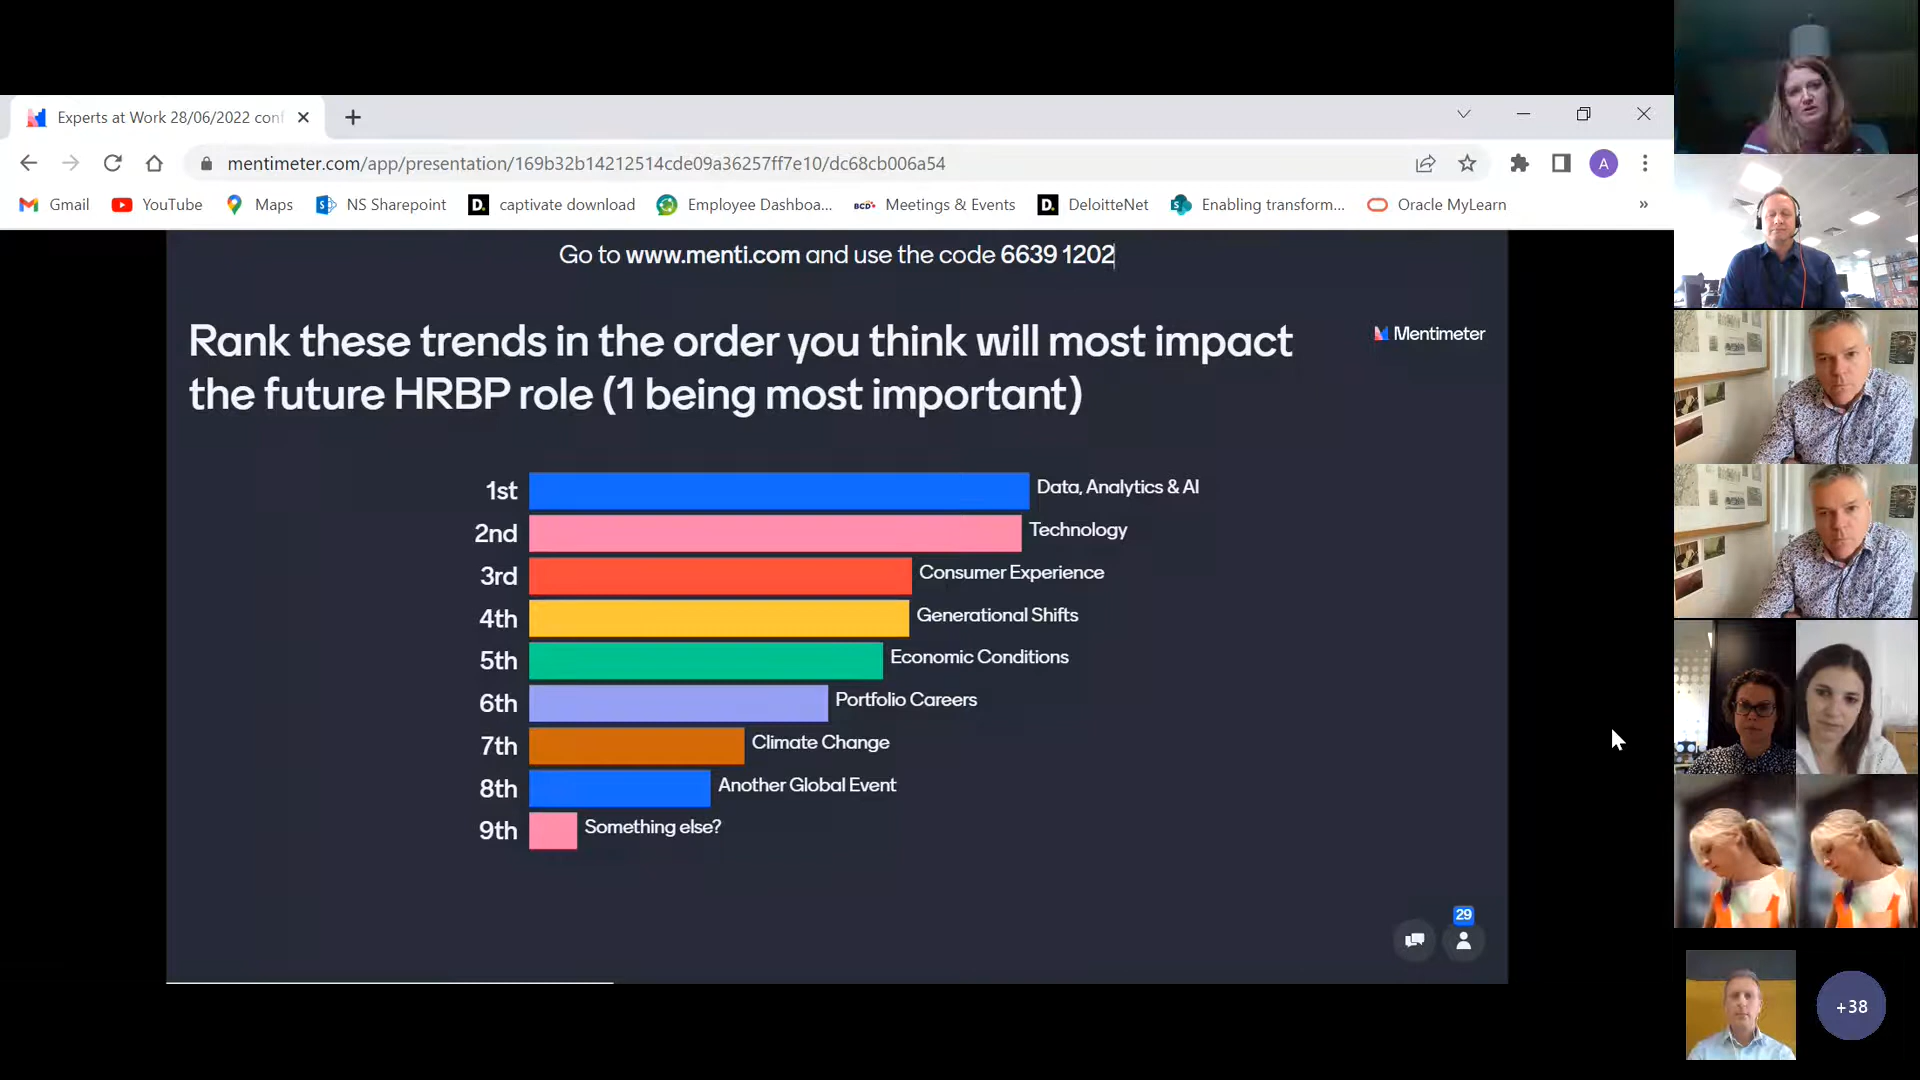 Experts at Work 28/06/2022 conf
mentimeter.com/app/presentation/169b32b14212514cde09a36257ff7e10/dc68cb006a54
A
Gmail YouTube Maps NS Sharepoint captivate download Employee Dashboa... Meetings & Events DeloitteNet Enabling transform... Oracle MyLearn »
Go to www.menti.com and use the code 6639 1202
Rank these trends in the order you think will most impact
the future HRBP role (1 being most important)
Mentimeter
1st Data, Analytics & AI
2nd Technology
3rd Consumer Experience
4th Generational Shifts
5th Economic Conditions
6th Portfolio Careers
7th Climate Change
8th Another Global Event
9th Something else?
29
+38